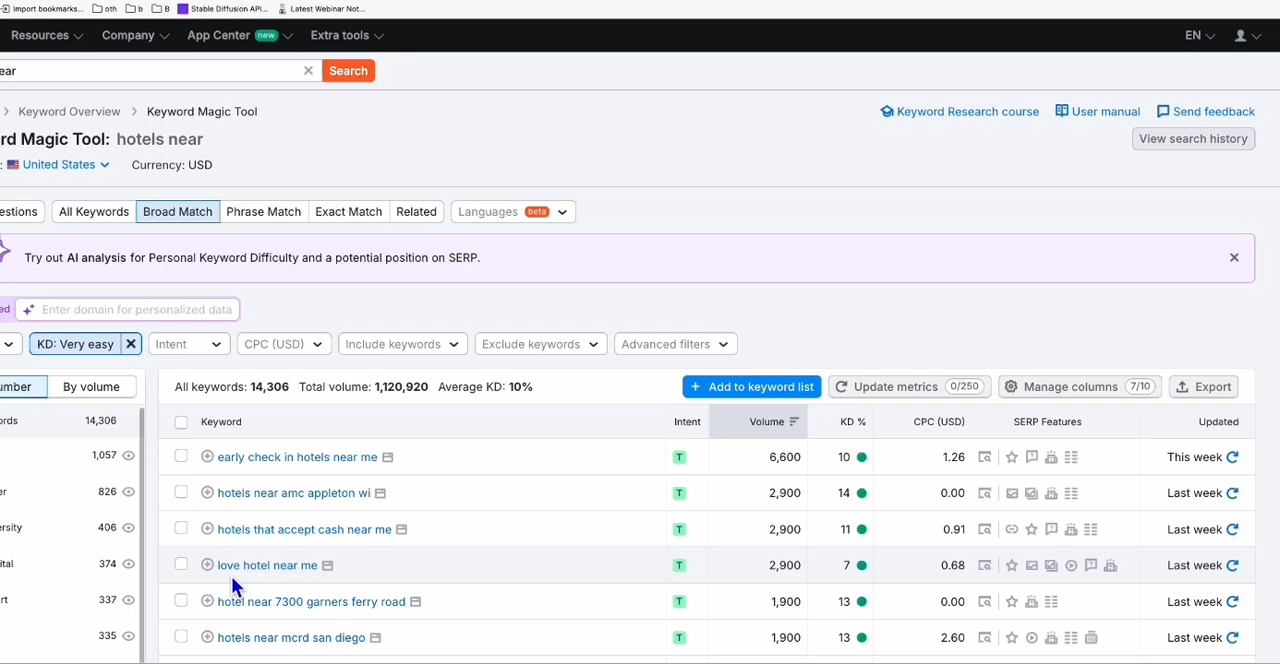 Import bookmarks... oth b B Stable Diffusion API... Latest Webinar Not...
Resources Company App Center new Extra tools EN
ear Search
Keyword Overview Keyword Magic Tool Keyword Research course User manual Send feedback
rd Magic Tool: hotels near View search history
: United States Currency: USD
estions All Keywords Broad Match Phrase Match Exact Match Related Languages beta
Try out AI analysis for Personal Keyword Difficulty and a potential position on SERP.
ed Enter domain for personalized data
KD: Very easy Intent CPC (USD) Include keywords Exclude keywords Advanced filters
umber By volume All keywords: 14,306 Total volume: 1,120,920 Average KD: 10% + Add to keyword list Update metrics 0/250 Manage columns 7/10 Export
ords 14,306 Keyword Intent Volume KD % CPC (USD) SERP Features Updated
1,057 early check in hotels near me T 6,600 10 1.26 This week
er 826 hotels near amc appleton wi T 2,900 14 0.00 Last week
ersity 406 hotels that accept cash near me T 2,900 11 0.91 Last week
ital 374 love hotel near me T 2,900 7 0.68 Last week
rt 337 hotel near 7300 garners ferry road T 1,900 13 0.00 Last week
335 hotels near mcrd san diego T 1,900 13 2.60 Last week